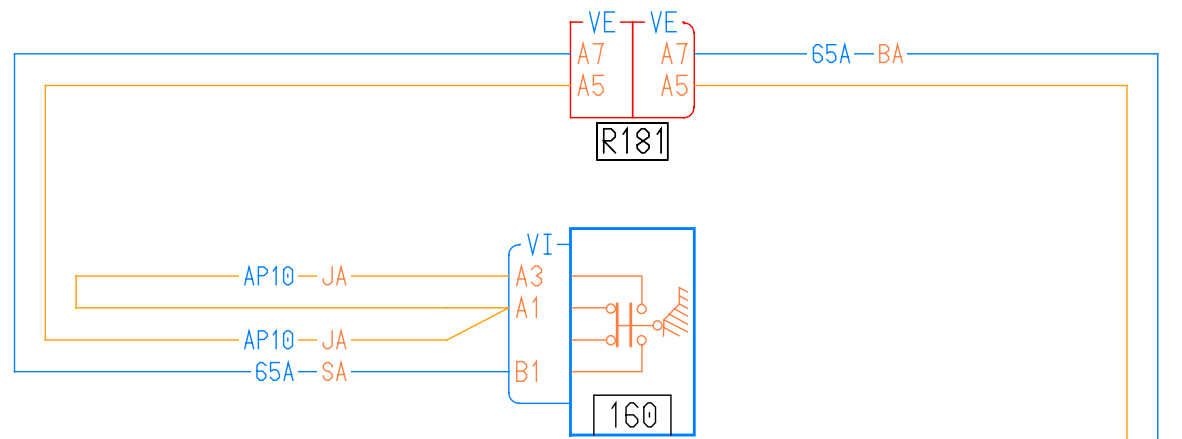 VE VE
A7 A7 65A BA
A5 A5
R181
VI
AP10 JA A3
A1
AP10 JA
65A SA B1
160